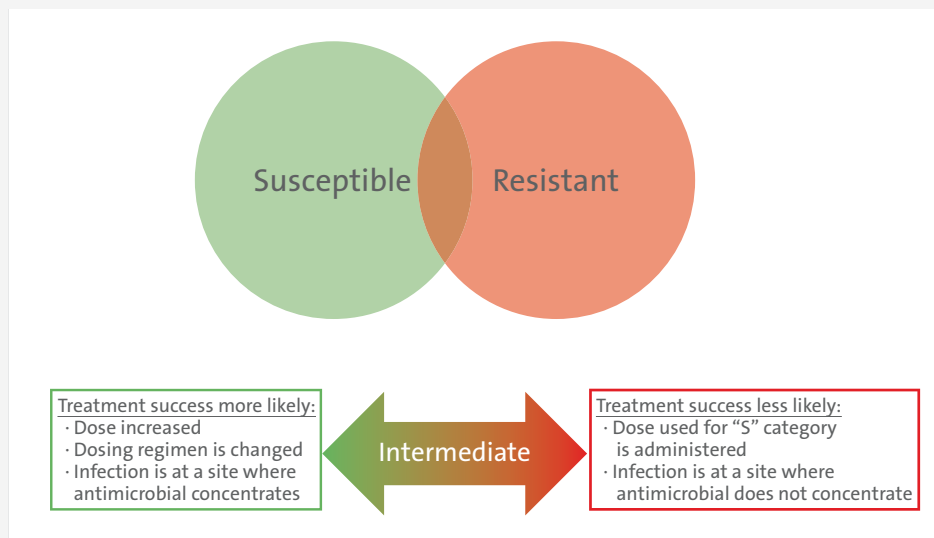 Susceptible
Resistant
Treatment success more likely:
· Dose increased
· Dosing regimen is changed
· Infection is at a site where
antimicrobial concentrates
Intermediate
Treatment success less likely:
· Dose used for “S” category
is administered
· Infection is at a site where
antimicrobial does not concentrate